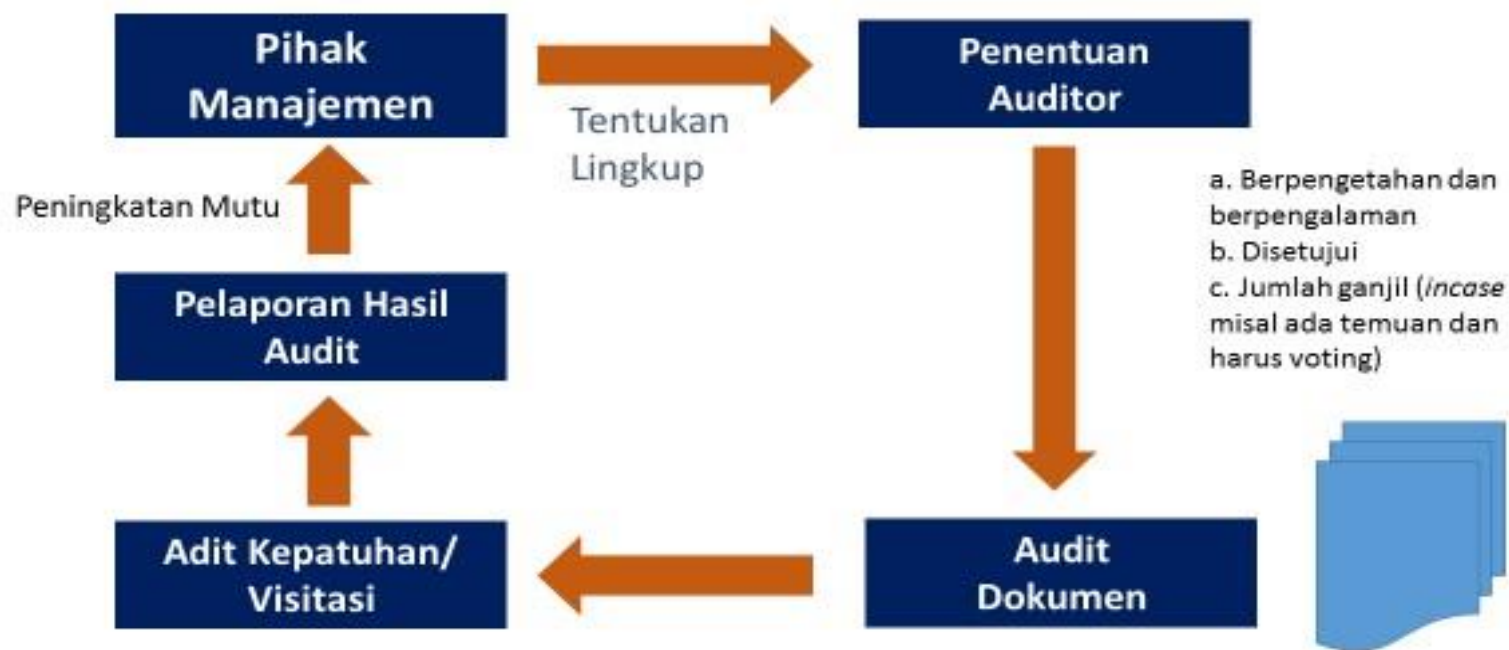 Pihak
Manajemen
Tentukan
Lingkup
Penentuan
Auditor
a. Berpengetahan dan
berpengalaman
b. Disetujui
c. Jumlah ganjil (incase
misal ada temuan dan
harus voting)
Audit
Dokumen
Adit Kepatuhan/
Visitasi
Pelaporan Hasil
Audit
Peningkatan Mutu